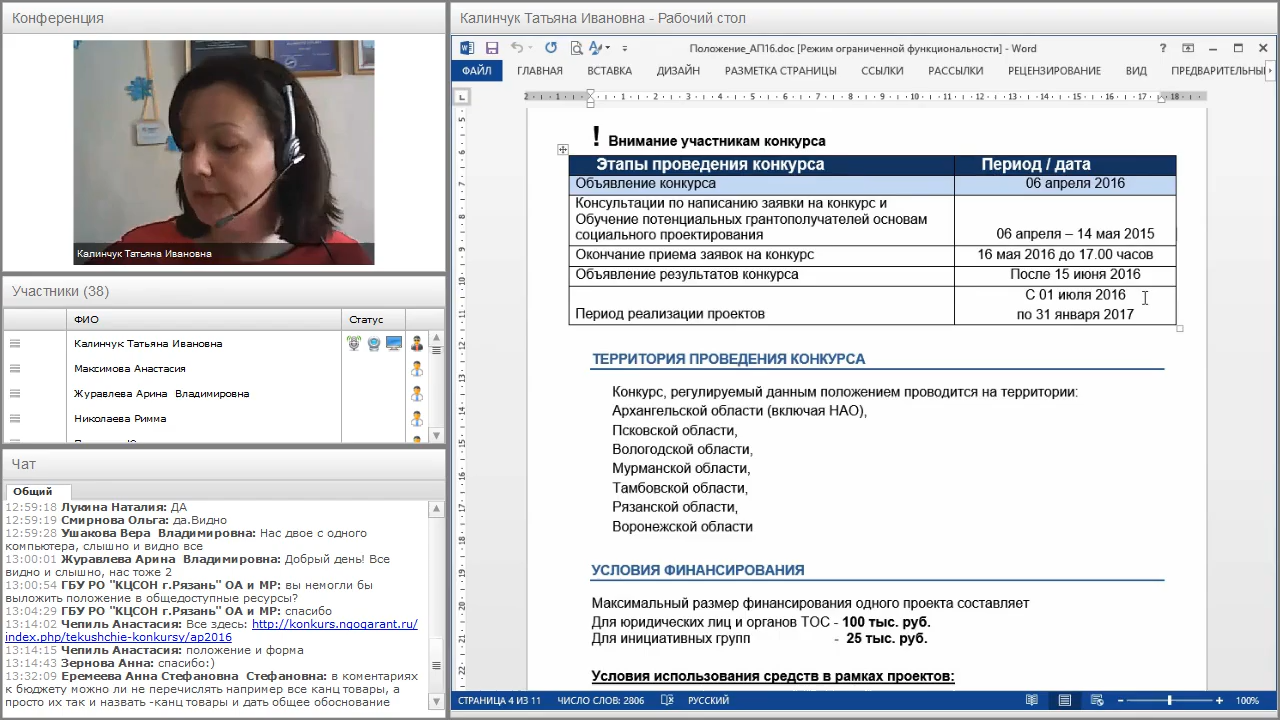 Конференция
Калинчук Татьяна Ивановна
Участники (38)
ФИО
Статус
Калинчук Татьяна Ивановна
Максимова Анастасия
Журавлева Арина Владимировна
Николаева Римма
Чат
Общий
12:59:18 Лукина Наталия: ДА
12:59:19 Смирнова Ольга: да.Видно
12:59:28 Ушакова Вера Владимировна: Нас двое с одного
компьютера, слышно и видно все
13:00:01 Журавлева Арина Владимировна: Добрый день! Все
видно и слышно, нас тоже 2
13:00:54 ГБУ РО "КЦСОН г.Рязань" ОА и МР: вы немогли бы
выложить положение в общедоступные ресурсы?
13:04:29 ГБУ РО "КЦСОН г.Рязань" ОА и МР: спасибо
13:14:02 Чепиль Анастасия: Все здесь: http://konkurs.ngogarant.ru/
index.php/tekushchie-konkursy/ap2016
13:14:15 Чепиль Анастасия: положение и форма
13:14:43 Зернова Анна: спасибо:)
13:32:09 Еремеева Анна Стефановна Стефановна: в коментариях
к бюджету можно ли не перечислять например все канц товары, а
просто их так и назвать -канц товары и дать общее обоснование
Калинчук Татьяна Ивановна - Рабочий стол
Положение_АП16.doc [Режим ограниченной функциональности] - Word
ФАЙЛ
ГЛАВНАЯ
ВСТАВКА
ДИЗАЙН
РАЗМЕТКА СТРАНИЦЫ
ССЫЛКИ
РАССЫЛКИ
РЕЦЕНЗИРОВАНИЕ
ВИД
ПРЕДВАРИТЕЛЬНЫ
! Внимание участникам конкурса
Этапы проведения конкурса Период / дата
Объявление конкурса 06 апреля 2016
Консультации по написанию заявки на конкурс и
Обучение потенциальных грантополучателей основам
социального проектирования 06 апреля – 14 мая 2015
Окончание приема заявок на конкурс 16 мая 2016 до 17.00 часов
Объявление результатов конкурса После 15 июня 2016
С 01 июля 2016
Период реализации проектов по 31 января 2017
ТЕРРИТОРИЯ ПРОВЕДЕНИЯ КОНКУРСА
Конкурс, регулируемый данным положением проводится на территории:
Архангельской области (включая НАО),
Псковской области,
Вологодской области,
Мурманской области,
Тамбовской области,
Рязанской области,
Воронежской области
УСЛОВИЯ ФИНАНСИРОВАНИЯ
Максимальный размер финансирования одного проекта составляет
Для юридических лиц и органов ТОС - 100 тыс. руб.
Для инициативных групп - 25 тыс. руб.
Условия использования средств в рамках проектов:
СТРАНИЦА 4 ИЗ 11
ЧИСЛО СЛОВ: 2806
РУССКИЙ
100%